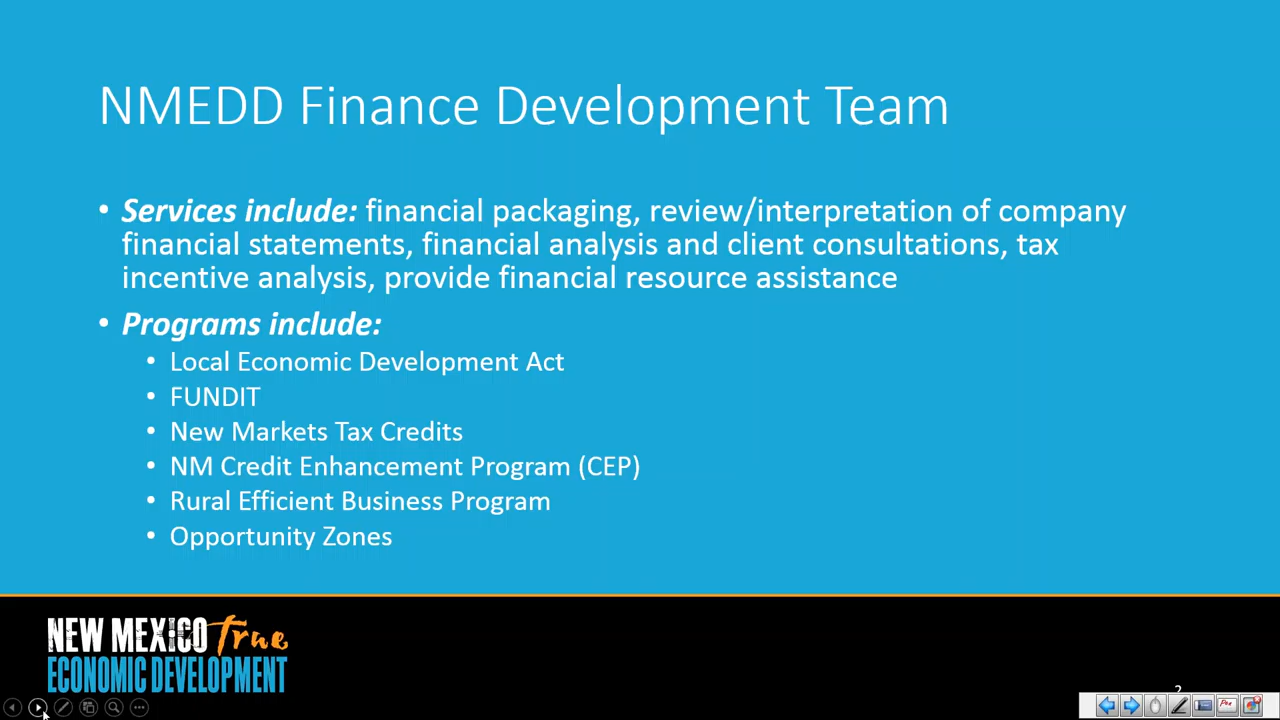 NMEDD Finance Development Team
• Services include: financial packaging, review/interpretation of company
financial statements, financial analysis and client consultations, tax
incentive analysis, provide financial resource assistance
• Programs include:
• Local Economic Development Act
• FUNDIT
• New Markets Tax Credits
• NM Credit Enhancement Program (CEP)
• Rural Efficient Business Program
• Opportunity Zones
NEW MEXICO True
ECONOMIC DEVELOPMENT
2